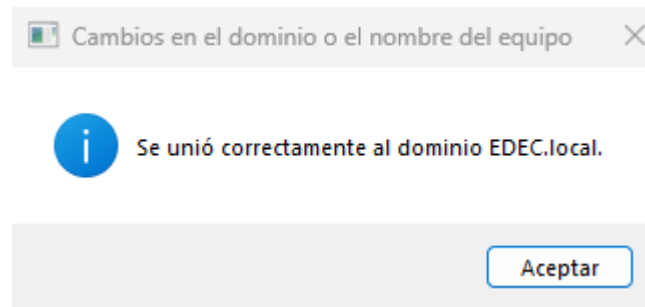 Cambios en el dominio o el nombre del equipo
Se unió correctamente al dominio EDEC.local.
Aceptar